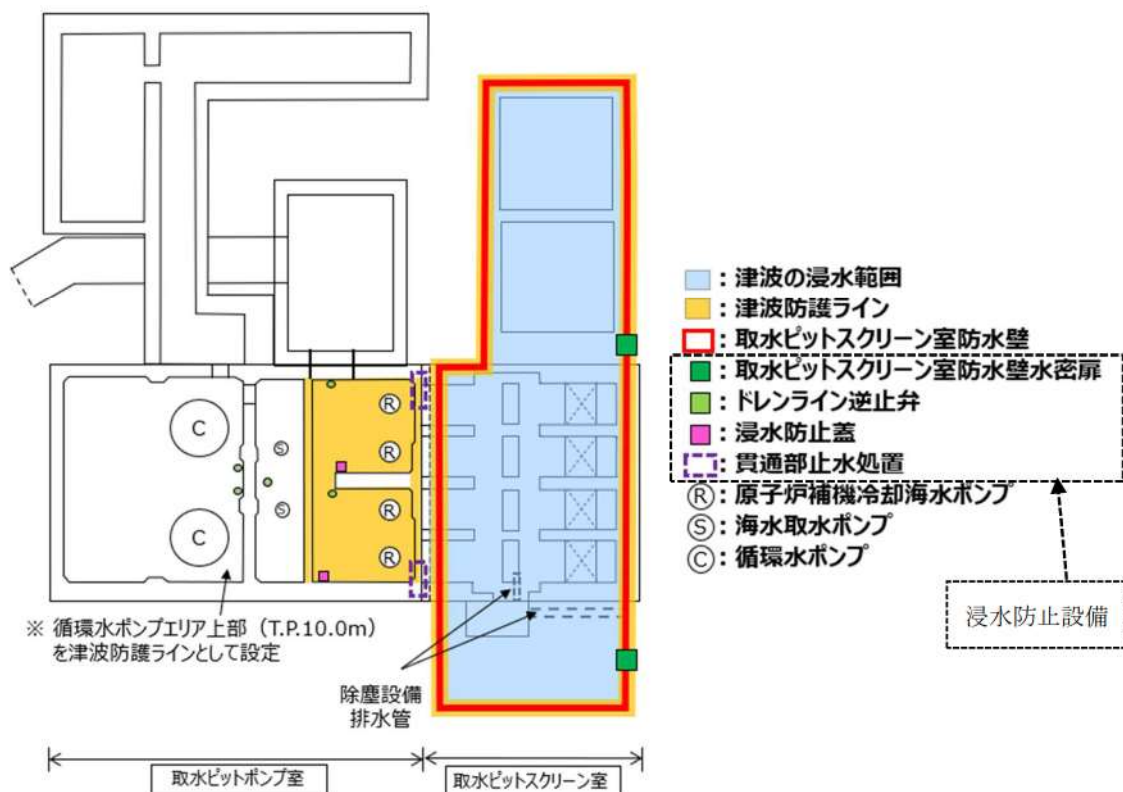 ：津波の浸水範囲
：津波防護ライン
：取水ピットスクリーン室防水壁
：取水ピットスクリーン室防水壁水密扉
：ドレンライン逆止弁
：浸水防止蓋
：貫通部止水処置
Ⓡ：原子炉補機冷却海水ポンプ
Ⓢ：海水取水ポンプ
Ⓒ：循環水ポンプ
浸水防止設備
C
C
S
S
R
R
R
R
※ 循環水ポンプエリア上部（T.P.10.0m）
を津波防護ラインとして設定
除塵設備
排水管
取水ピットポンプ室
取水ピットスクリーン室